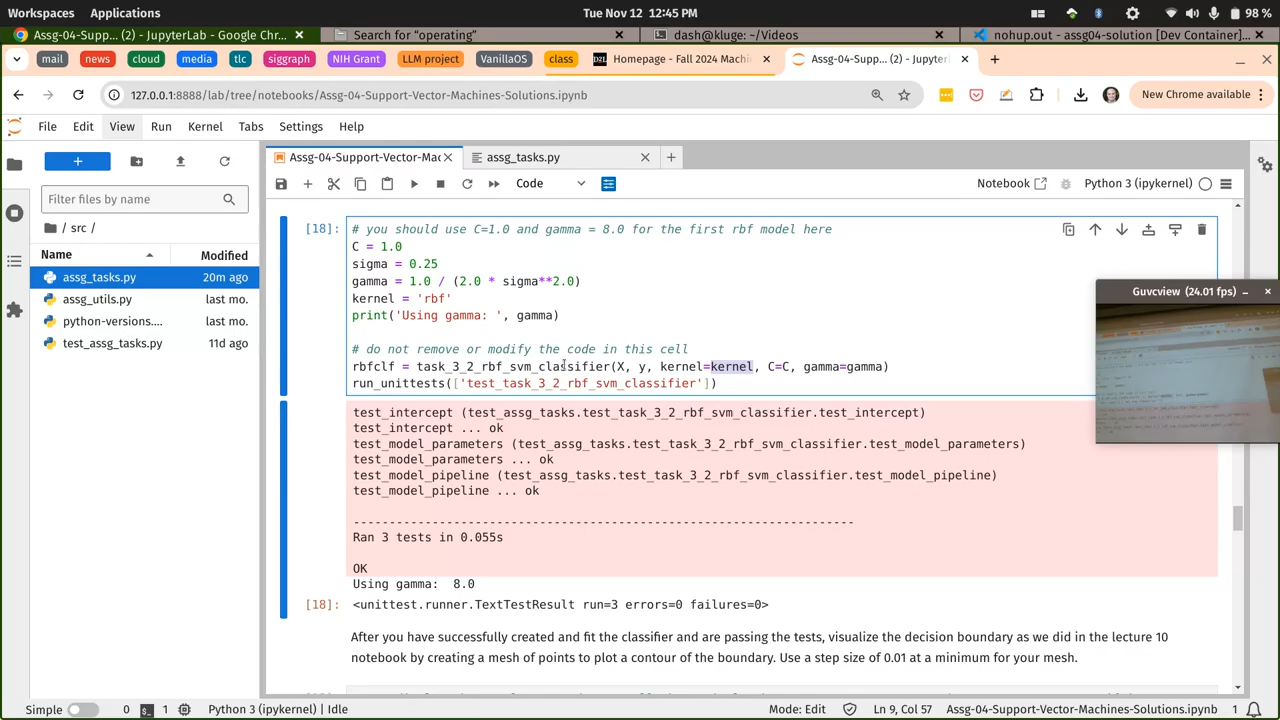 Workspaces Applications Tue Nov 12 12:45 PM 98 %
Assg-04-Supp... (2) - JupyterLab - Google Chr... Search for “operating” dash@kluge: ~/Videos nohup.out - assg04-solution [Dev Container]...
mail news cloud media tlc siggraph NIH Grant LLM project VanillaOS class D2L Homepage - Fall 2024 Machi Assg-04-Supp... (2) - Jupyterl
127.0.0.1:8888/lab/tree/notebooks/Assg-04-Support-Vector-Machines-Solutions.ipynb New Chrome available
File Edit View Run Kernel Tabs Settings Help
Assg-04-Support-Vector-Mac assg_tasks.py
Code Notebook Python 3 (ipykernel)
Filter files by name
/ src /
Name Modified
assg_tasks.py 20m ago
assg_utils.py last mo.
python-versions.... last mo.
test_assg_tasks.py 11d ago
[18]: # you should use C=1.0 and gamma = 8.0 for the first rbf model here
C = 1.0
sigma = 0.25
gamma = 1.0 / (2.0 * sigma**2.0)
kernel = 'rbf'
print('Using gamma: ', gamma)
# do not remove or modify the code in this cell
rbfclf = task_3_2_rbf_svm_classifier(X, y, kernel=kernel, C=C, gamma=gamma)
run_unittests(['test_task_3_2_rbf_svm_classifier'])
Guvcview (24.01 fps)
test_intercept (test_assg_tasks.test_task_3_2_rbf_svm_classifier.test_intercept)
test_intercept ... ok
test_model_parameters (test_assg_tasks.test_task_3_2_rbf_svm_classifier.test_model_parameters)
test_model_parameters ... ok
test_model_pipeline (test_assg_tasks.test_task_3_2_rbf_svm_classifier.test_model_pipeline)
test_model_pipeline ... ok
----------------------------------------------------------------------
Ran 3 tests in 0.055s
OK
Using gamma:  8.0
[18]: <unittest.runner.TextTestResult run=3 errors=0 failures=0>
After you have successfully created and fit the classifier and are passing the tests, visualize the decision boundary as we did in the lecture 10
notebook by creating a mesh of points to plot a contour of the boundary. Use a step size of 0.01 at a minimum for your mesh.
Simple 0 1 Python 3 (ipykernel) | Idle Mode: Edit Ln 9, Col 57 Assg-04-Support-Vector-Machines-Solutions.ipynb 1